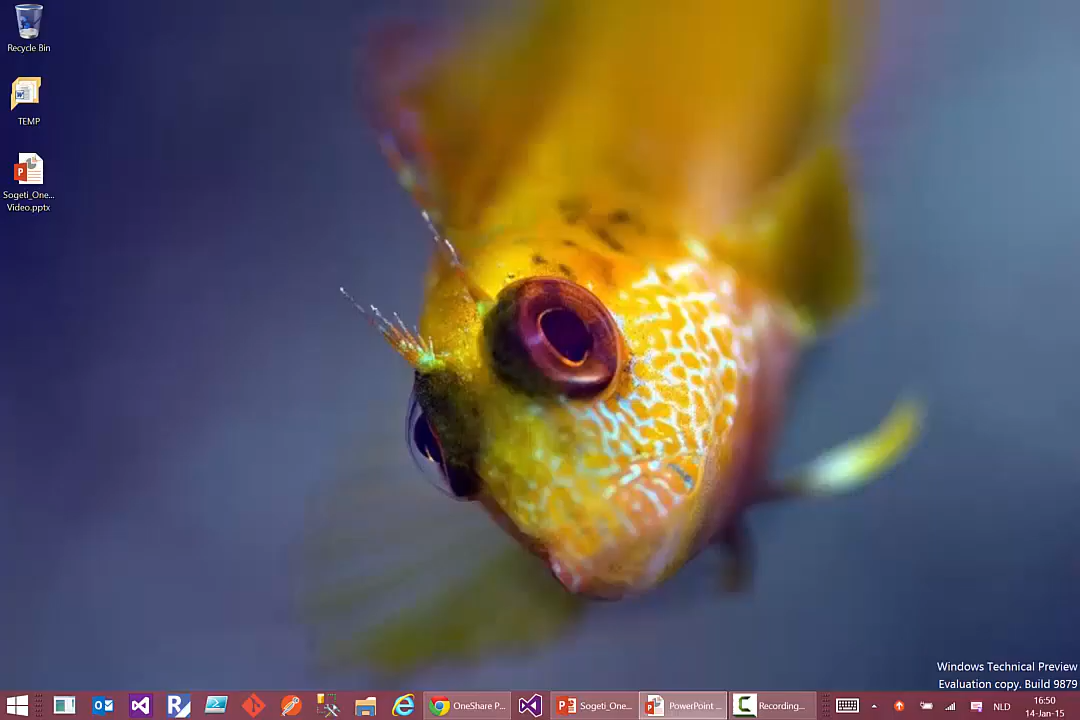 Recycle Bin
TEMP
Sogeti_One...
Video.pptx
Windows Technical Preview
Evaluation copy. Build 9879
OneShare P...
Sogeti_One...
PowerPoint ...
Recording...
NLD
16:50
14-Jan-15